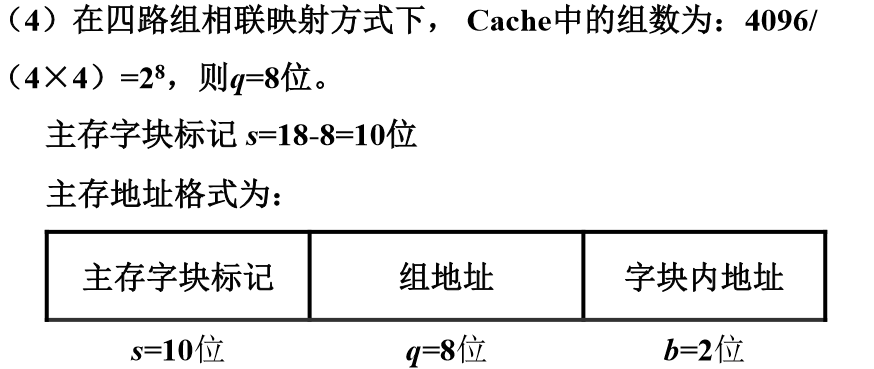 （4）在四路组相联映射方式下， Cache中的组数为：4096/
（4×4）=2⁸，则q=8位。
主存字块标记 s=18-8=10位
主存地址格式为：
主存字块标记 组地址 字块内地址
s=10位 q=8位 b=2位